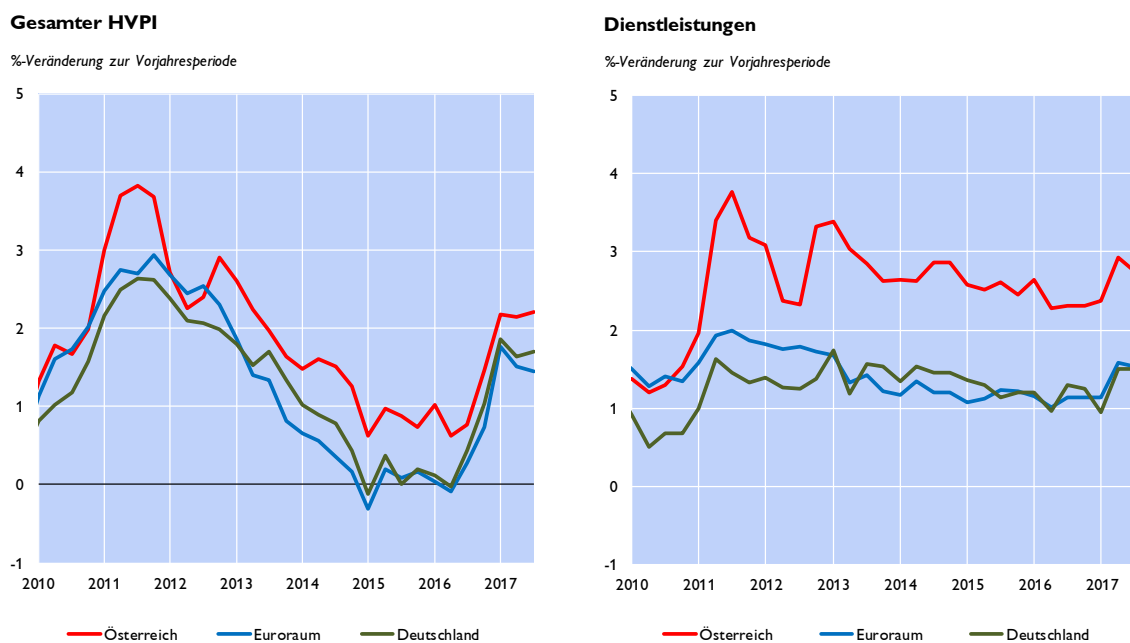 Gesamter HVPI
%-Veränderung zur Vorjahresperiode
5
4
3
2
1
0
-1
2010 2011 2012 2013 2014 2015 2016 2017
Österreich Euroraum Deutschland
Dienstleistungen
%-Veränderung zur Vorjahresperiode
5
4
3
2
1
0
-1
2010 2011 2012 2013 2014 2015 2016 2017
Österreich Euroraum Deutschland